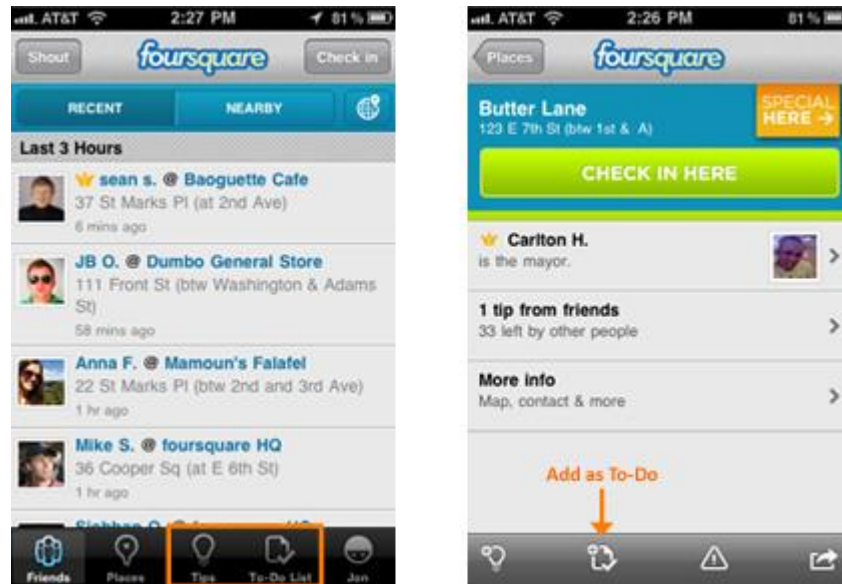 AT&T 2:27 PM 81%
Shout foursquare Check in
RECENT NEARBY
Last 3 Hours
sean s. @ Baoguette Cafe
37 St Marks Pl (at 2nd Ave)
6 mins ago
JB O. @ Dumbo General Store
111 Front St (btw Washington & Adams
St)
58 mins ago
Anna F. @ Mamoun's Falafel
22 St Marks Pl (btw 2nd and 3rd Ave)
1 hr ago
Mike S. @ foursquare HQ
36 Cooper Sq (at E 6th St)
1 hr ago
Friends Places Tips To-Do List Jon
AT&T 2:26 PM 81%
Places foursquare
Butter Lane
123 E 7th St (btw 1st & A)
SPECIAL
HERE →
CHECK IN HERE
Carlton H.
is the mayor.
1 tip from friends
33 left by other people
More info
Map, contact & more
Add as To-Do